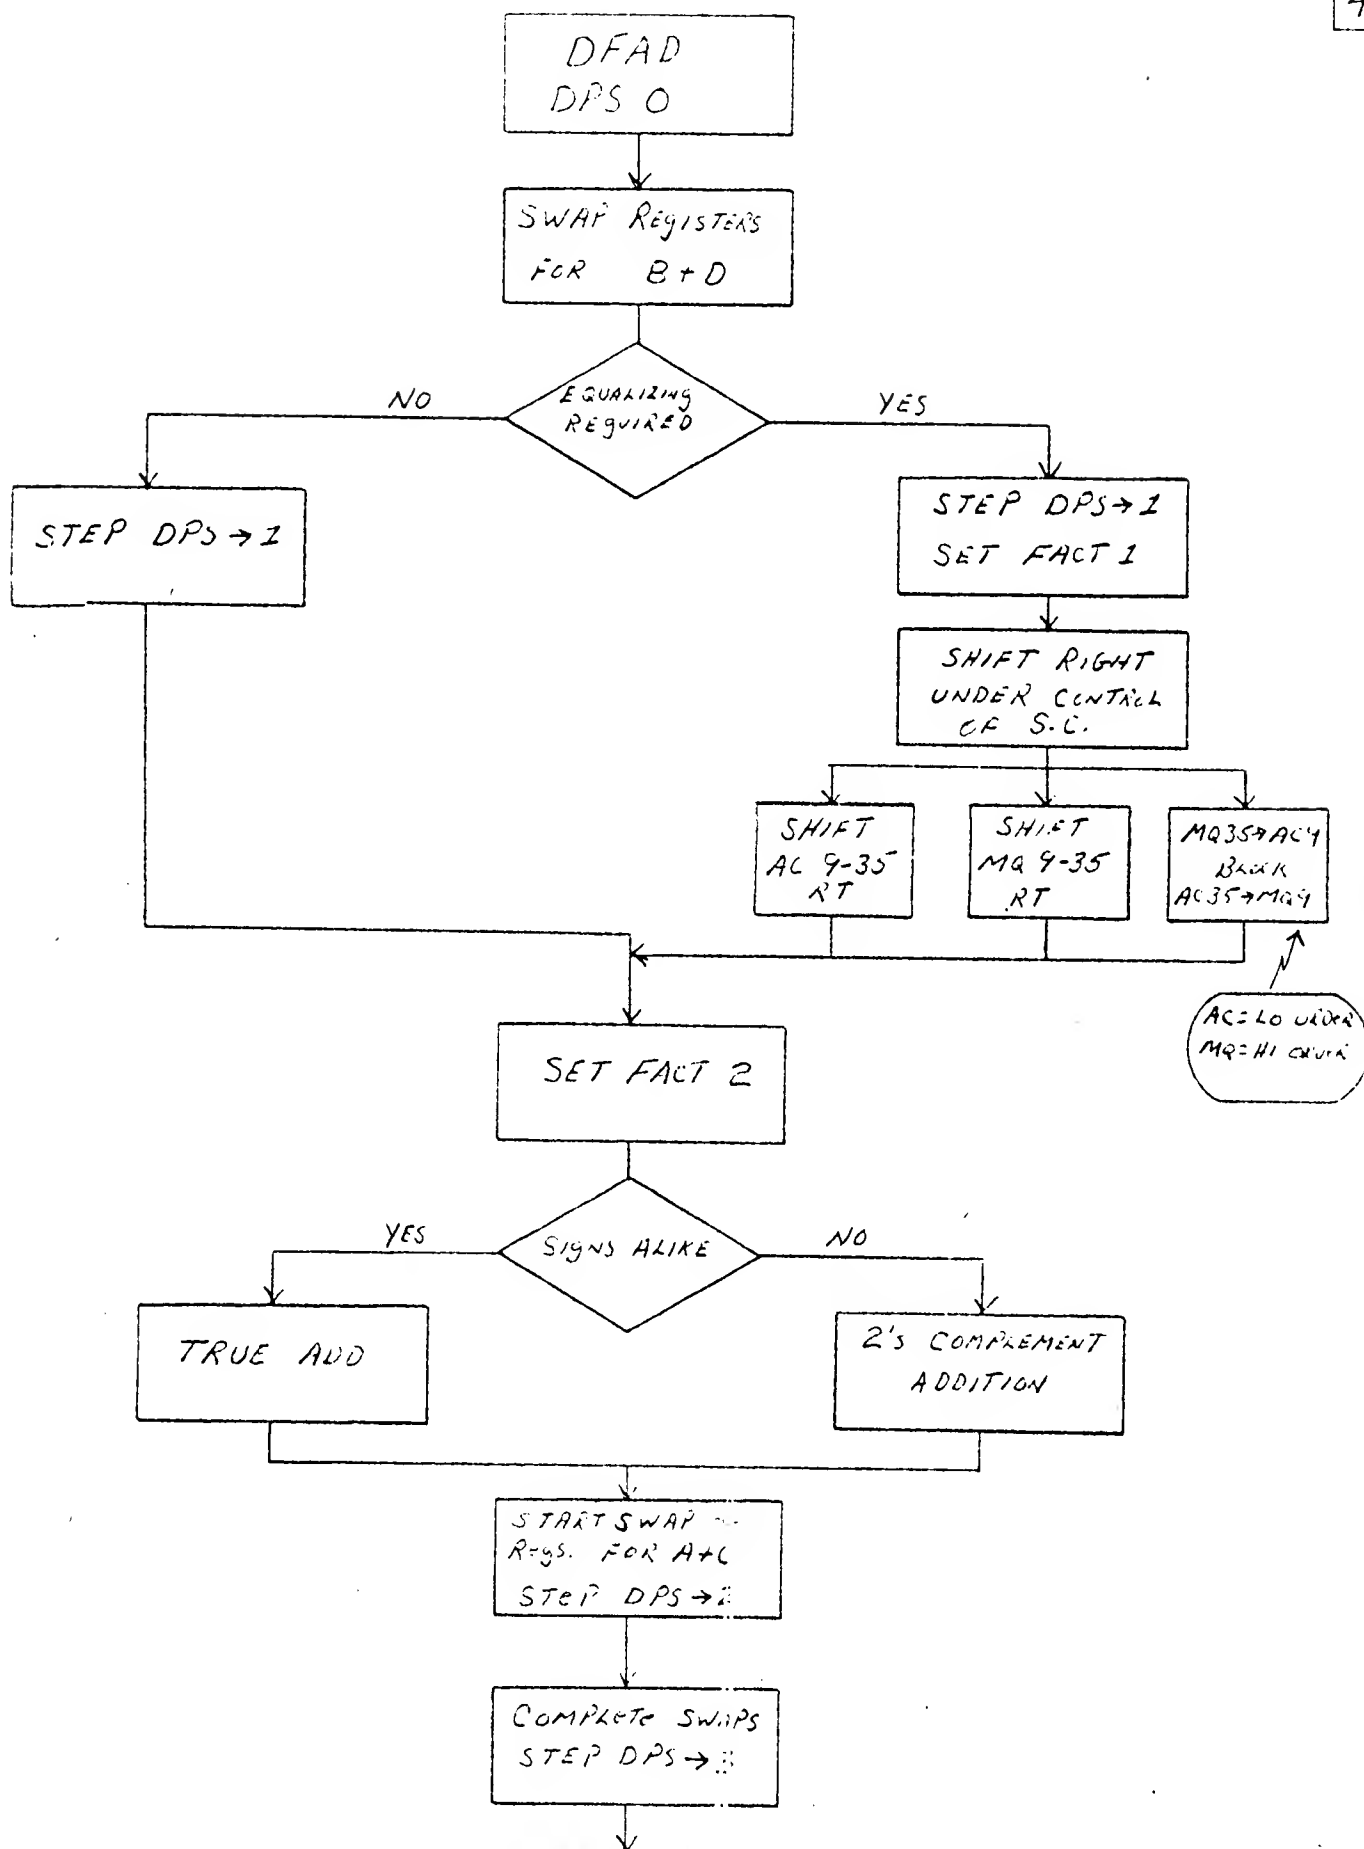 4
DFAD
DPS 0
SWAP REgISTERS
FOR B+D
EQUALIZINg
REgUIRED
NO
YES
STEP DPS→1
STEP DPS→1
SET FACT 1
SHIFT RIGHT
UNDER CONTROL
OF S.C.
SHIFT
AC 9-35
RT
SHIFT
MQ 9-35
RT
MQ35→AC9
BLOCK
AC35→MQ9
AC=LO ORDER
MQ=HI ORDER
SET FACT 2
SIgNS ALIKE
YES
NO
TRUE ADD
2's COMPLEMENT
ADDITION
START SWAP
Regs. FOR A+C
STeP DPS→2
COMPLeTe SWAPS
STEP DPS→3